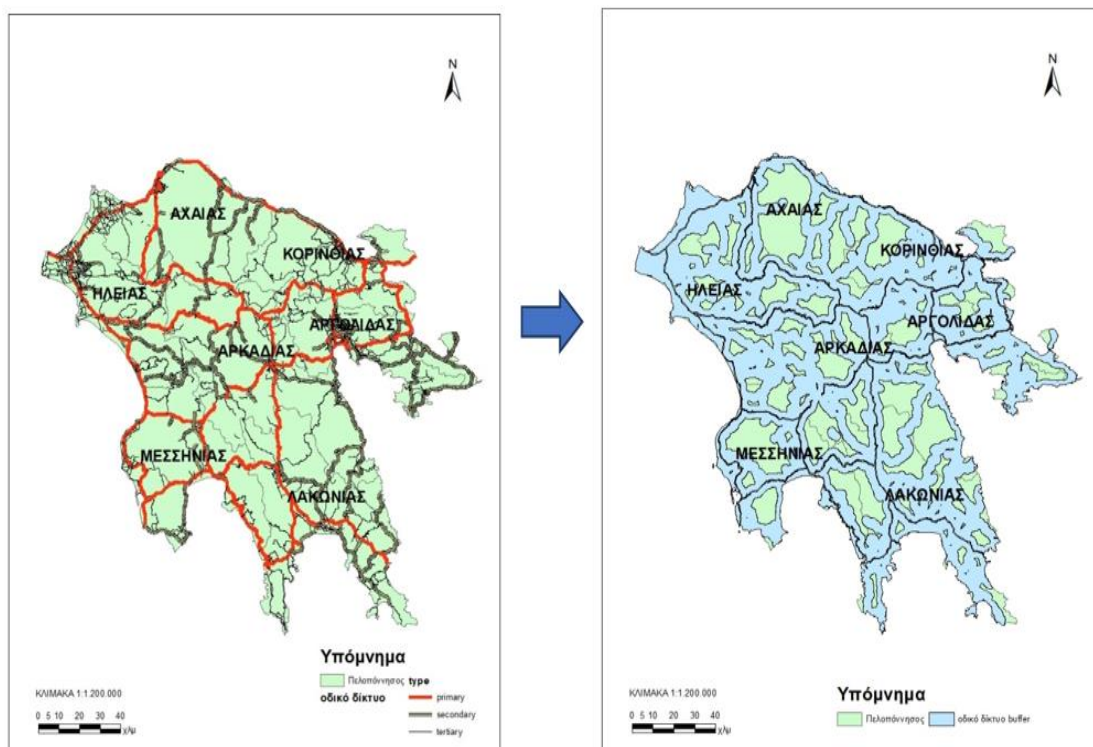 N
ΑΧΑΙΑΣ
ΚΟΡΙΝΘΙΑΣ
ΗΛΕΙΑΣ
ΑΡΓΟΛΙΔΑΣ
ΑΡΚΑΔΙΑΣ
ΜΕΣΣΗΝΙΑΣ
ΛΑΚΩΝΙΑΣ
Υπόμνημα
Πελοπόννησος type
οδικό δίκτυο
primary
secondary
tertiary
ΚΛΙΜΑΚΑ 1:1.200.000
0 5 10 20 30 40
χλμ
N
ΑΧΑΙΑΣ
ΚΟΡΙΝΘΙΑΣ
ΗΛΕΙΑΣ
ΑΡΓΟΛΙΔΑΣ
ΑΡΚΑΔΙΑΣ
ΜΕΣΣΗΝΙΑΣ
ΛΑΚΩΝΙΑΣ
ΚΛΙΜΑΚΑ 1:1.200.000
Υπόμνημα
0 5 10 20 30 40
χλμ
Πελοπόννησος οδικό δίκτυο buffer